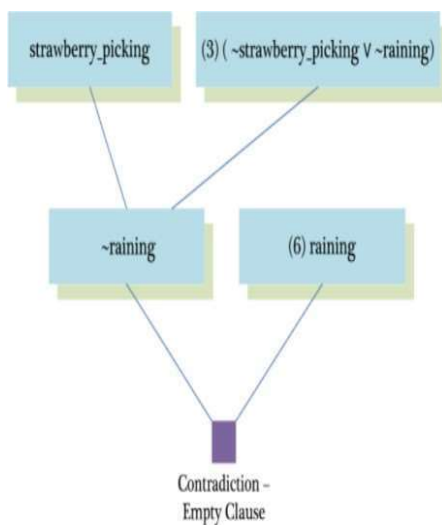 strawberry_picking
(3) ( ~strawberry_picking ∨ ~raining)
~raining
(6) raining
Contradiction –
Empty Clause